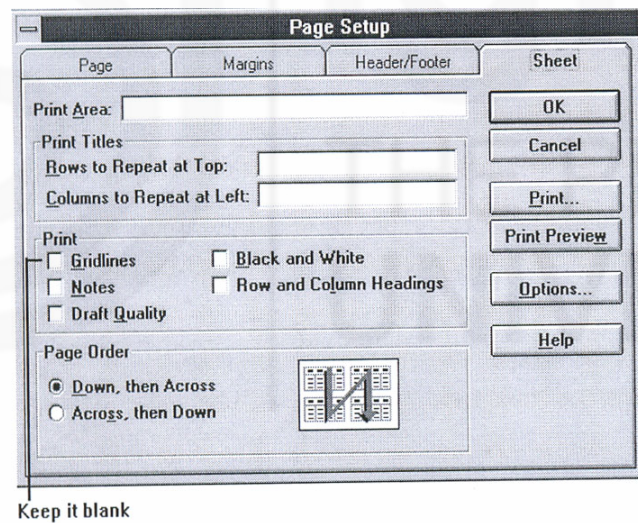 Page Setup
Page Margins Header/Footer Sheet
Print Area:
OK
Print Titles
Cancel
Rows to Repeat at Top:
Columns to Repeat at Left:
Print...
Print
Print Preview
Gridlines Black and White
Notes Row and Column Headings
Options...
Draft Quality
Help
Page Order
Down, then Across
Across, then Down
Keep it blank